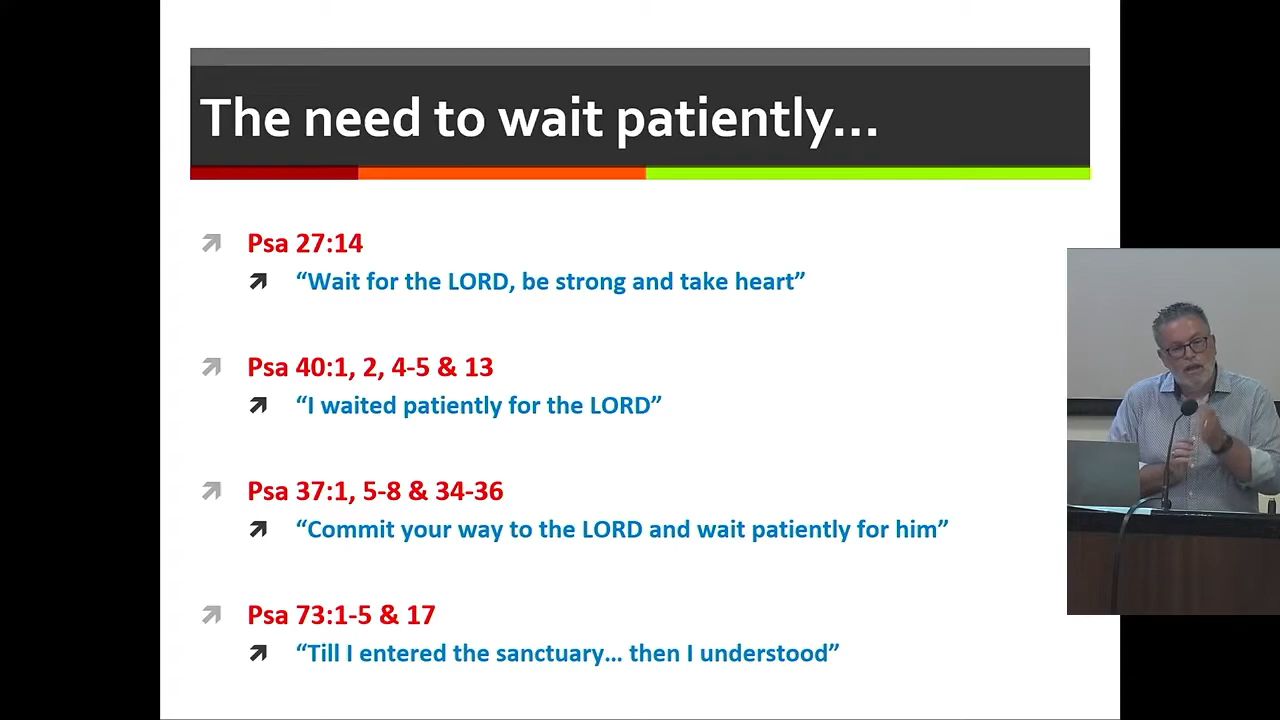 The need to wait patiently...
Psa 27:14
“Wait for the LORD, be strong and take heart”
Psa 40:1, 2, 4-5 & 13
“I waited patiently for the LORD”
Psa 37:1, 5-8 & 34-36
“Commit your way to the LORD and wait patiently for him”
Psa 73:1-5 & 17
“Till I entered the sanctuary... then I understood”